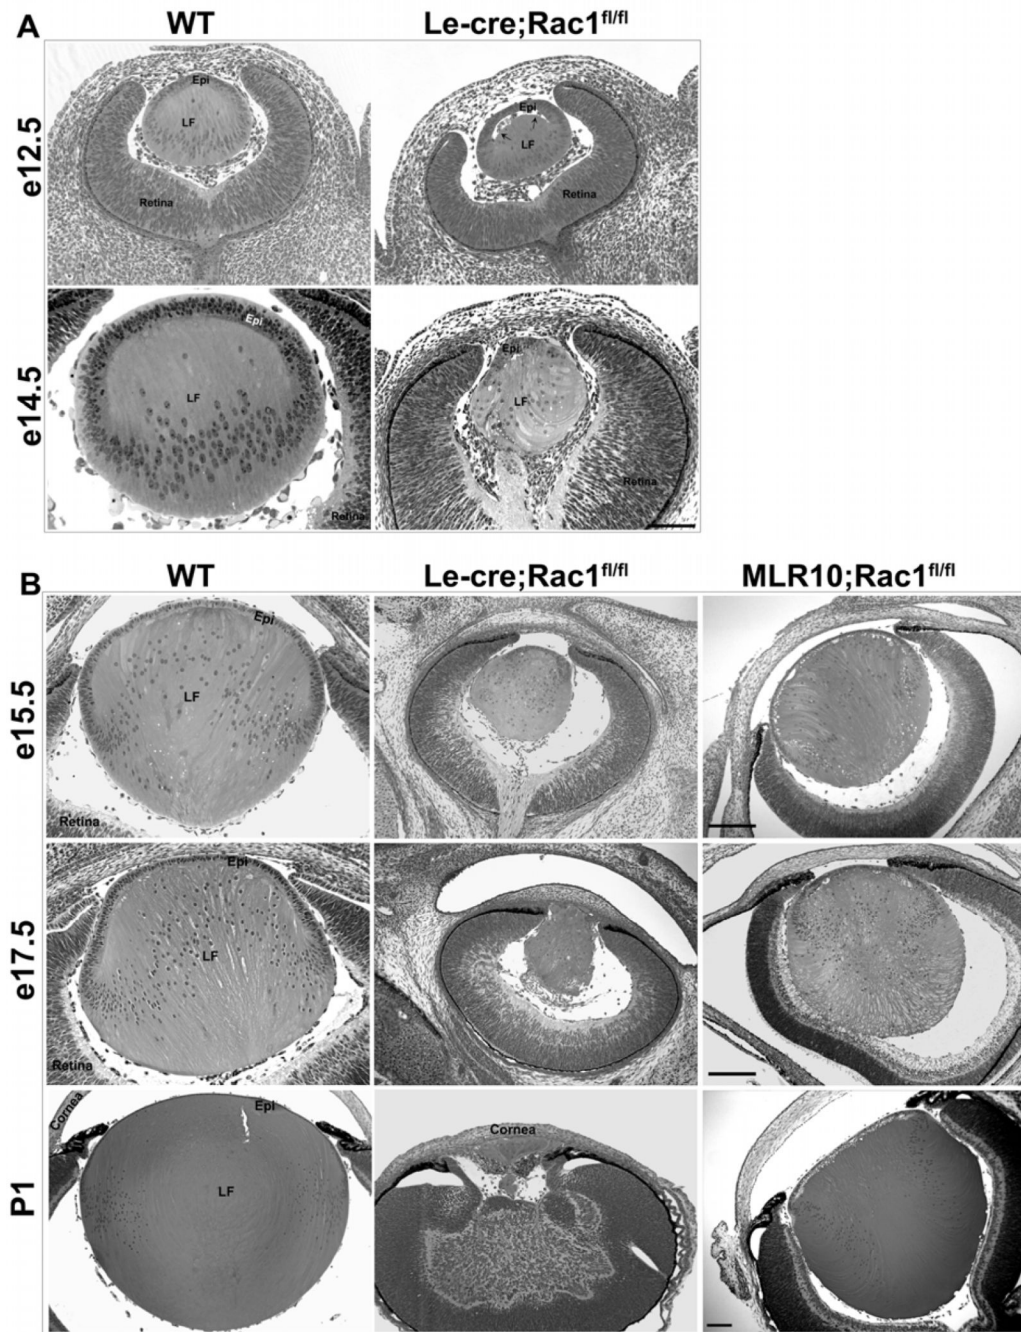 A
WT
Le-cre;Rac1fl/fl
e12.5
Epi
LF
Retina
Epi
LF
Retina
e14.5
Epi
LF
Retina
Epi
LF
Retina
B
WT
Le-cre;Rac1fl/fl
MLR10;Rac1fl/fl
e15.5
Epi
LF
Retina
e17.5
Epi
LF
Retina
P1
Cornea
Epi
LF
Cornea